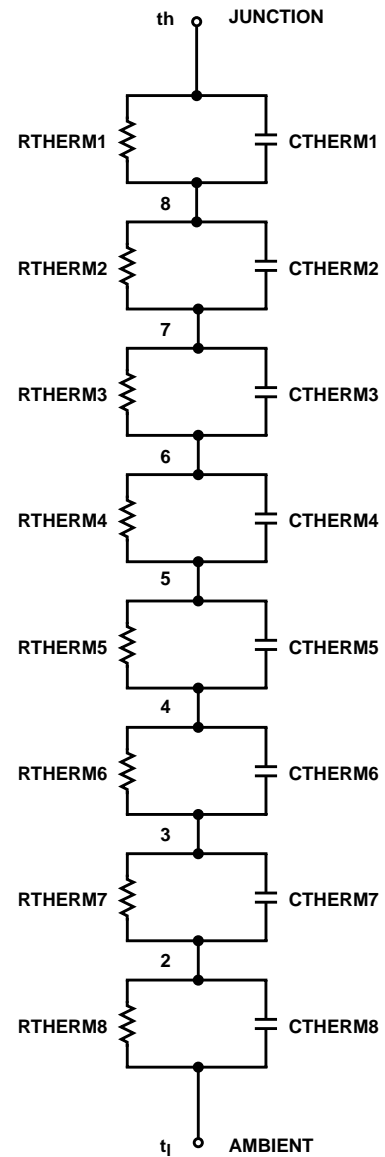 th JUNCTION
RTHERM1 CTHERM1
8
RTHERM2 CTHERM2
7
RTHERM3 CTHERM3
6
RTHERM4 CTHERM4
5
RTHERM5 CTHERM5
4
RTHERM6 CTHERM6
3
RTHERM7 CTHERM7
2
RTHERM8 CTHERM8
tl AMBIENT